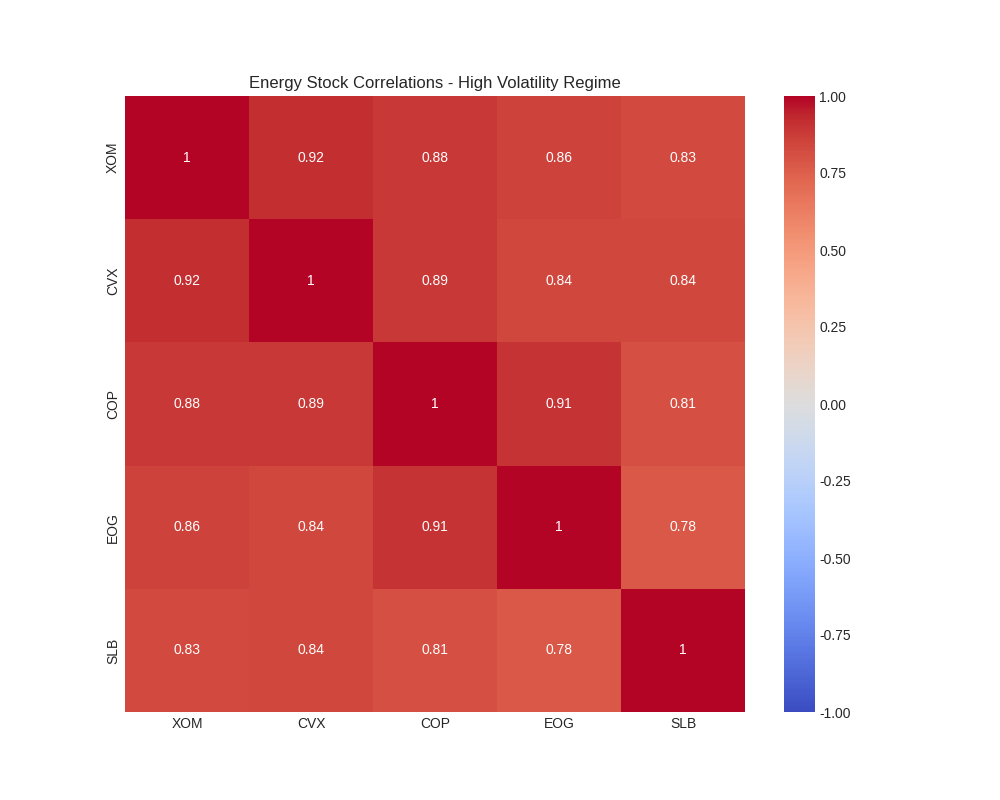 Energy Stock Correlations - High Volatility Regime
XOM 1 0.92 0.88 0.86 0.83
CVX 0.92 1 0.89 0.84 0.84
COP 0.88 0.89 1 0.91 0.81
EOG 0.86 0.84 0.91 1 0.78
SLB 0.83 0.84 0.81 0.78 1
XOM CVX COP EOG SLB
1.00
0.75
0.50
0.25
0.00
-0.25
-0.50
-0.75
-1.00